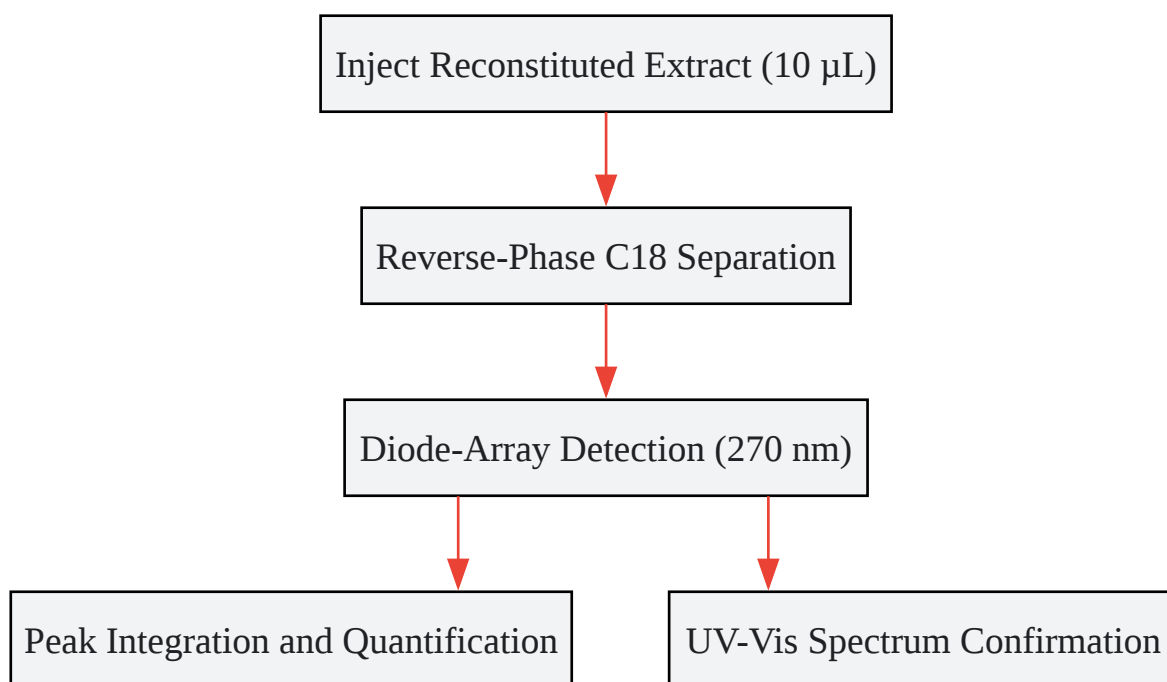 Inject Reconstituted Extract (10 µL)
Reverse-Phase C18 Separation
Diode-Array Detection (270 nm)
Peak Integration and Quantification
UV-Vis Spectrum Confirmation